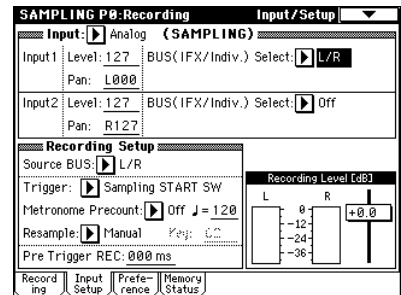 SAMPLING P0:Recording Input/Setup
Input: Analog (SAMPLING)
Input1 Level: 127 BUS(IFX/Indiv.) Select: L/R
Pan: L000
Input2 Level: 127 BUS(IFX/Indiv.) Select: Off
Pan: R127
Recording Setup
Source BUS: L/R
Trigger: Sampling START SW
Metronome Precount: Off ♩= 120
Resample: Manual Key: C2
Pre Trigger REC: 000 ms
Recording Level [dB]
L R
0
-12
-24
-36
+0.0
Record ing
Input Setup
Prefe- rence
Memory Status